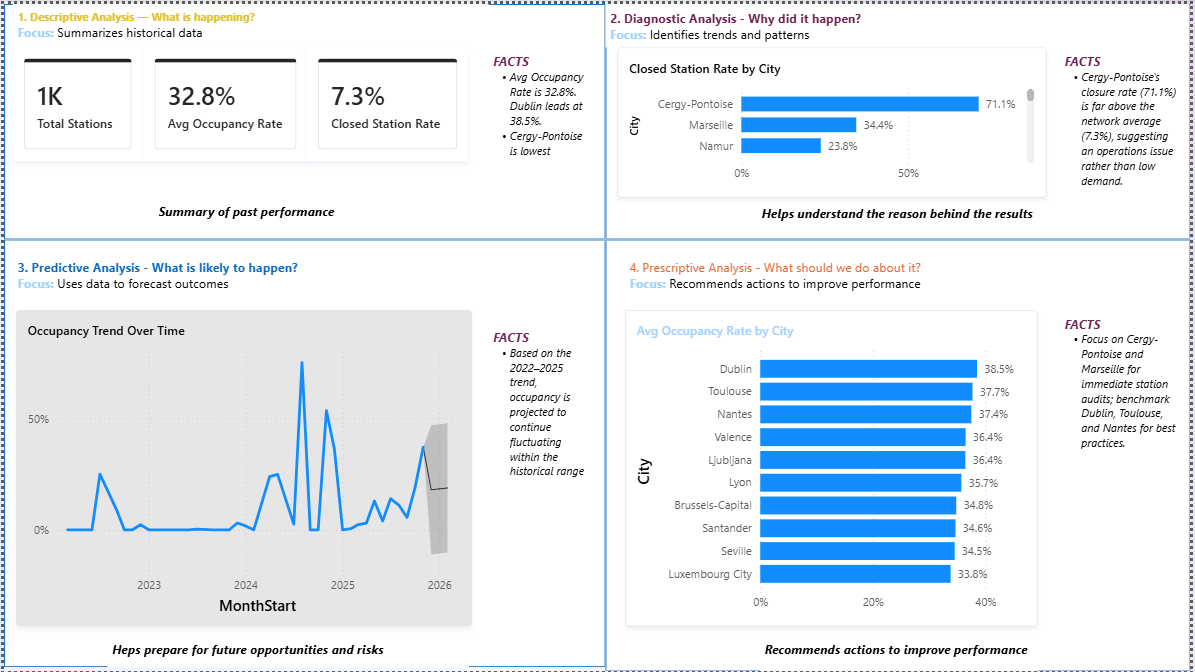 1. Descriptive Analysis — What is happening?
Focus: Summarizes historical data
1K
Total Stations
32.8%
Avg Occupancy Rate
7.3%
Closed Station Rate
FACTS
• Avg Occupancy
Rate is 32.8%.
Dublin leads at
38.5%.
• Cergy-Pontoise
is lowest
Summary of past performance
2. Diagnostic Analysis - Why did it happen?
Focus: Identifies trends and patterns
Closed Station Rate by City
City
Cergy-Pontoise 71.1%
Marseille 34.4%
Namur 23.8%
0% 50%
FACTS
• Cergy-Pontoise's
closure rate (71.1%)
is far above the
network average
(7.3%), suggesting
an operations issue
rather than low
demand.
Helps understand the reason behind the results
3. Predictive Analysis - What is likely to happen?
Focus: Uses data to forecast outcomes
Occupancy Trend Over Time
50%
0%
2023 2024 2025 2026
MonthStart
FACTS
• Based on the
2022–2025
trend,
occupancy is
projected to
continue
fluctuating
within the
historical range
Heps prepare for future opportunities and risks
4. Prescriptive Analysis - What should we do about it?
Focus: Recommends actions to improve performance
Avg Occupancy Rate by City
City
Dublin 38.5%
Toulouse 37.7%
Nantes 37.4%
Valence 36.4%
Ljubljana 36.4%
Lyon 35.7%
Brussels-Capital 34.8%
Santander 34.6%
Seville 34.5%
Luxembourg City 33.8%
0% 20% 40%
FACTS
• Focus on Cergy-
Pontoise and
Marseille for
immediate station
audits; benchmark
Dublin, Toulouse,
and Nantes for best
practices.
Recommends actions to improve performance